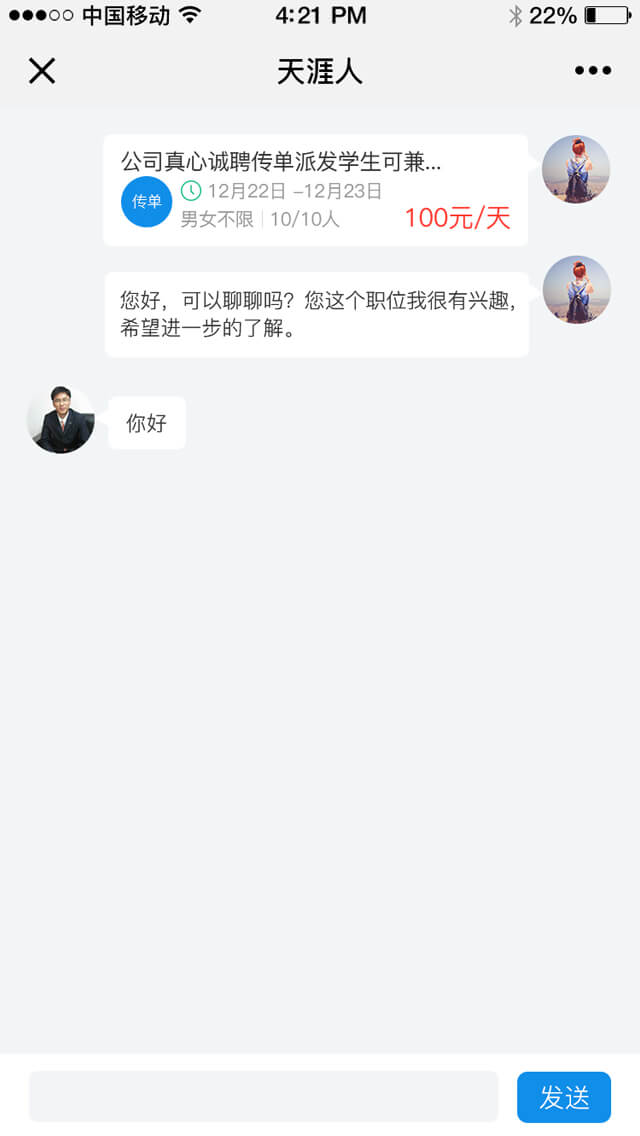 中国移动 4:21 PM 22%
天涯人
公司真心诚聘传单派发学生可兼...
传单
12月22日 -12月23日
男女不限 10/10人
100元/天
您好，可以聊聊吗？您这个职位我很有兴趣，
希望进一步的了解。
你好
发送